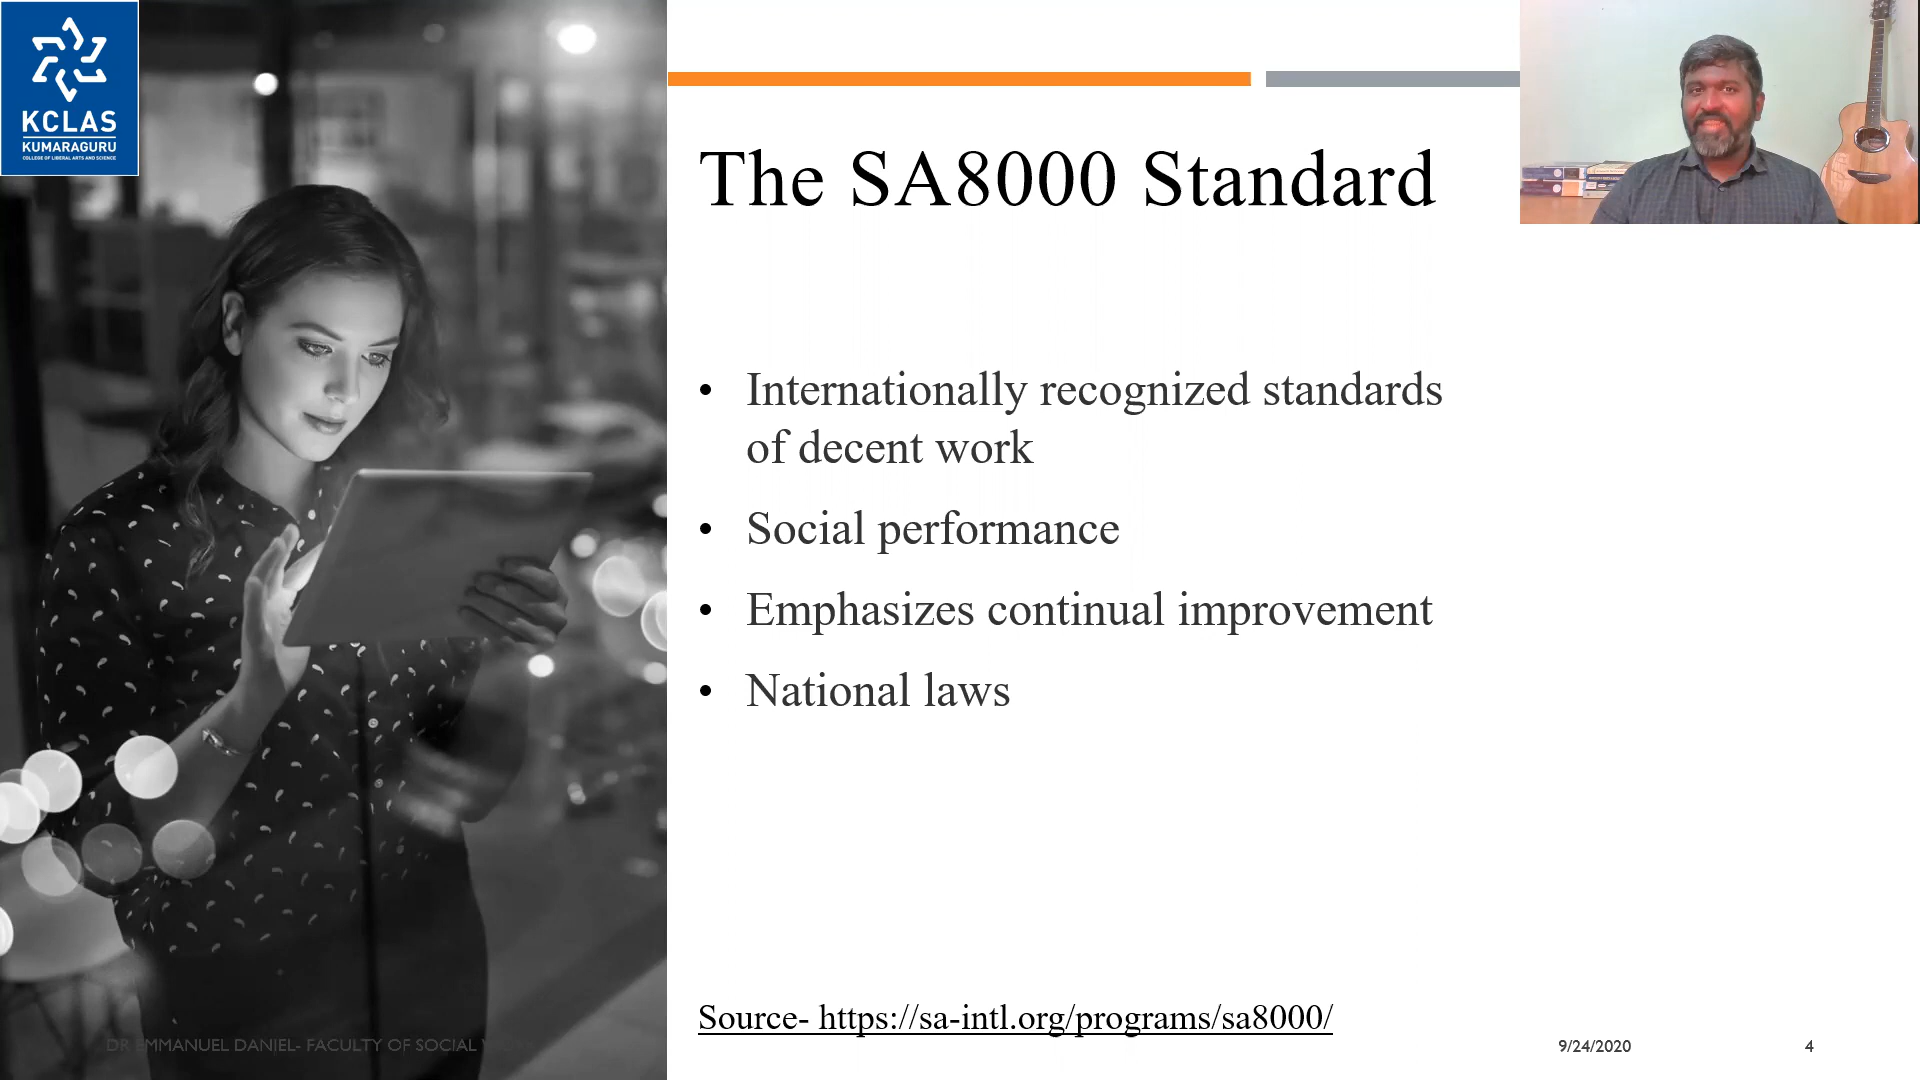 KCLAS
KUMARAGURU
COLLEGE OF LIBERAL ARTS AND SCIENCE
The SA8000 Standard
• Internationally recognized standards
of decent work
• Social performance
• Emphasizes continual improvement
• National laws
Source- https://sa-intl.org/programs/sa8000/
DR EMMANUEL DANIEL- FACULTY OF SOCIAL
9/24/2020
4